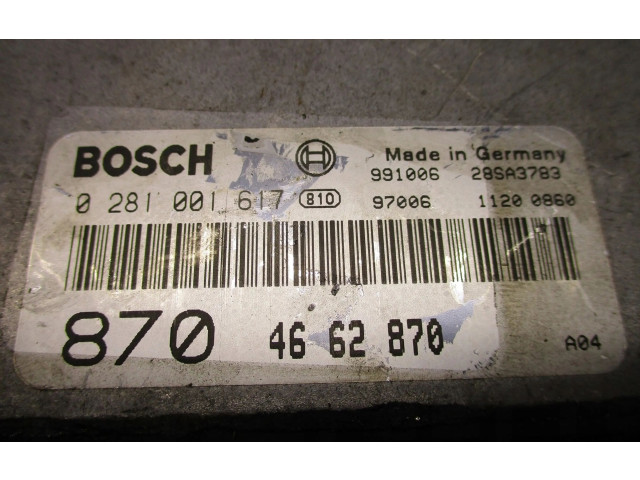 BOSCH Made in Germany
991006 28SA3783
0 281 001 617 810 97006 1120 0860
870 46 62 870 A04